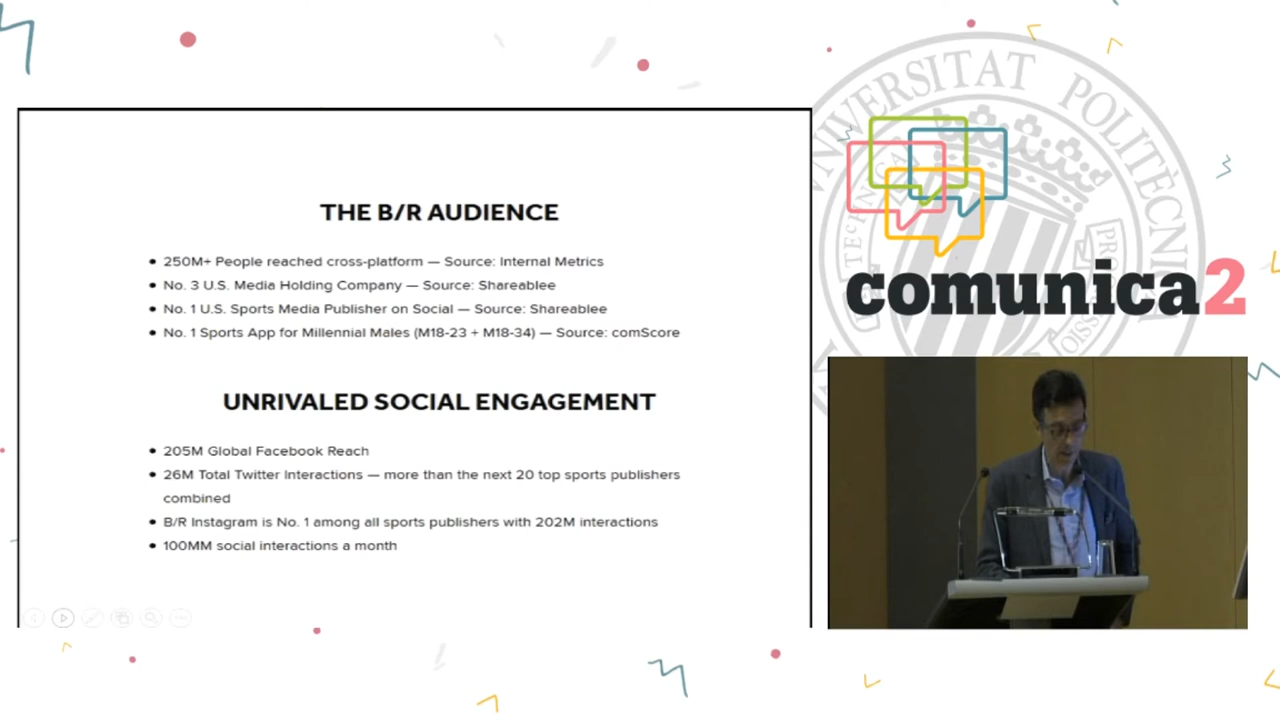 THE B/R AUDIENCE
250M+ People reached cross-platform — Source: Internal Metrics
No. 3 U.S. Media Holding Company — Source: Shareablee
No. 1 U.S. Sports Media Publisher on Social — Source: Shareablee
No. 1 Sports App for Millennial Males (M18-23 + M18-34) — Source: comScore
UNRIVALED SOCIAL ENGAGEMENT
205M Global Facebook Reach
26M Total Twitter Interactions — more than the next 20 top sports publishers
combined
B/R Instagram is No. 1 among all sports publishers with 202M interactions
100MM social interactions a month
UNIVERSITAT POLITÈCNI
comunica2